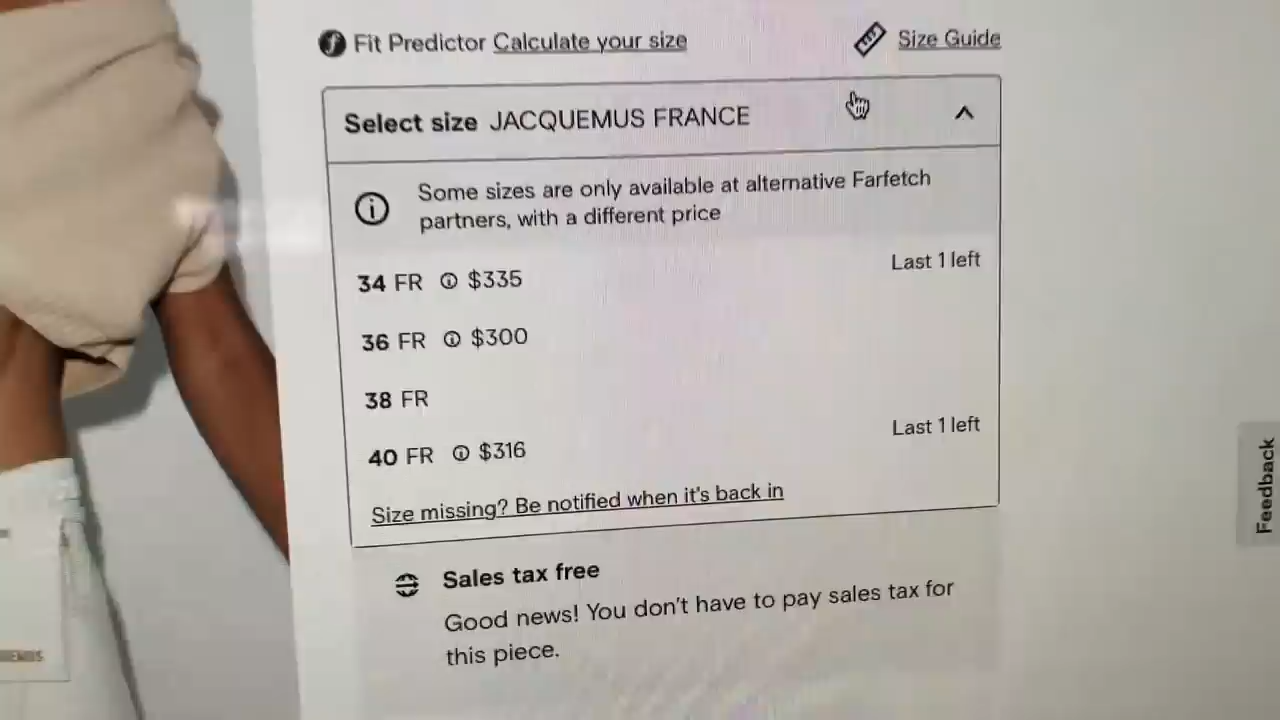 Fit Predictor Calculate your size
Size Guide
Select size JACQUEMUS FRANCE
Some sizes are only available at alternative Farfetch
partners, with a different price
34 FR $335
Last 1 left
36 FR $300
38 FR
40 FR $316
Last 1 left
Size missing? Be notified when it's back in
Sales tax free
Good news! You don't have to pay sales tax for
this piece.
Feedback